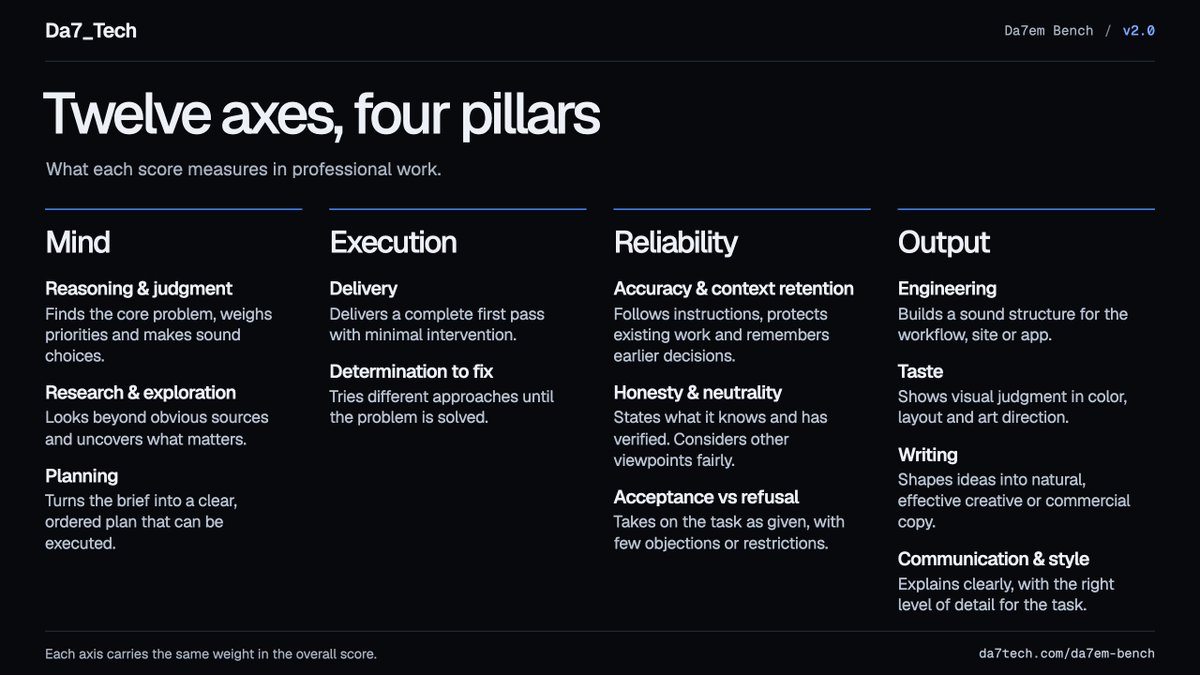 Da7_Tech
Da7em Bench / v2.0
Twelve axes, four pillars
What each score measures in professional work.
Mind
Reasoning & judgment
Finds the core problem, weighs
priorities and makes sound
choices.
Research & exploration
Looks beyond obvious sources
and uncovers what matters.
Planning
Turns the brief into a clear,
ordered plan that can be
executed.
Execution
Delivery
Delivers a complete first pass
with minimal intervention.
Determination to fix
Tries different approaches until
the problem is solved.
Reliability
Accuracy & context retention
Follows instructions, protects
existing work and remembers
earlier decisions.
Honesty & neutrality
States what it knows and has
verified. Considers other
viewpoints fairly.
Acceptance vs refusal
Takes on the task as given, with
few objections or restrictions.
Output
Engineering
Builds a sound structure for the
workflow, site or app.
Taste
Shows visual judgment in color,
layout and art direction.
Writing
Shapes ideas into natural,
effective creative or commercial
copy.
Communication & style
Explains clearly, with the right
level of detail for the task.
Each axis carries the same weight in the overall score.
da7tech.com/da7em-bench